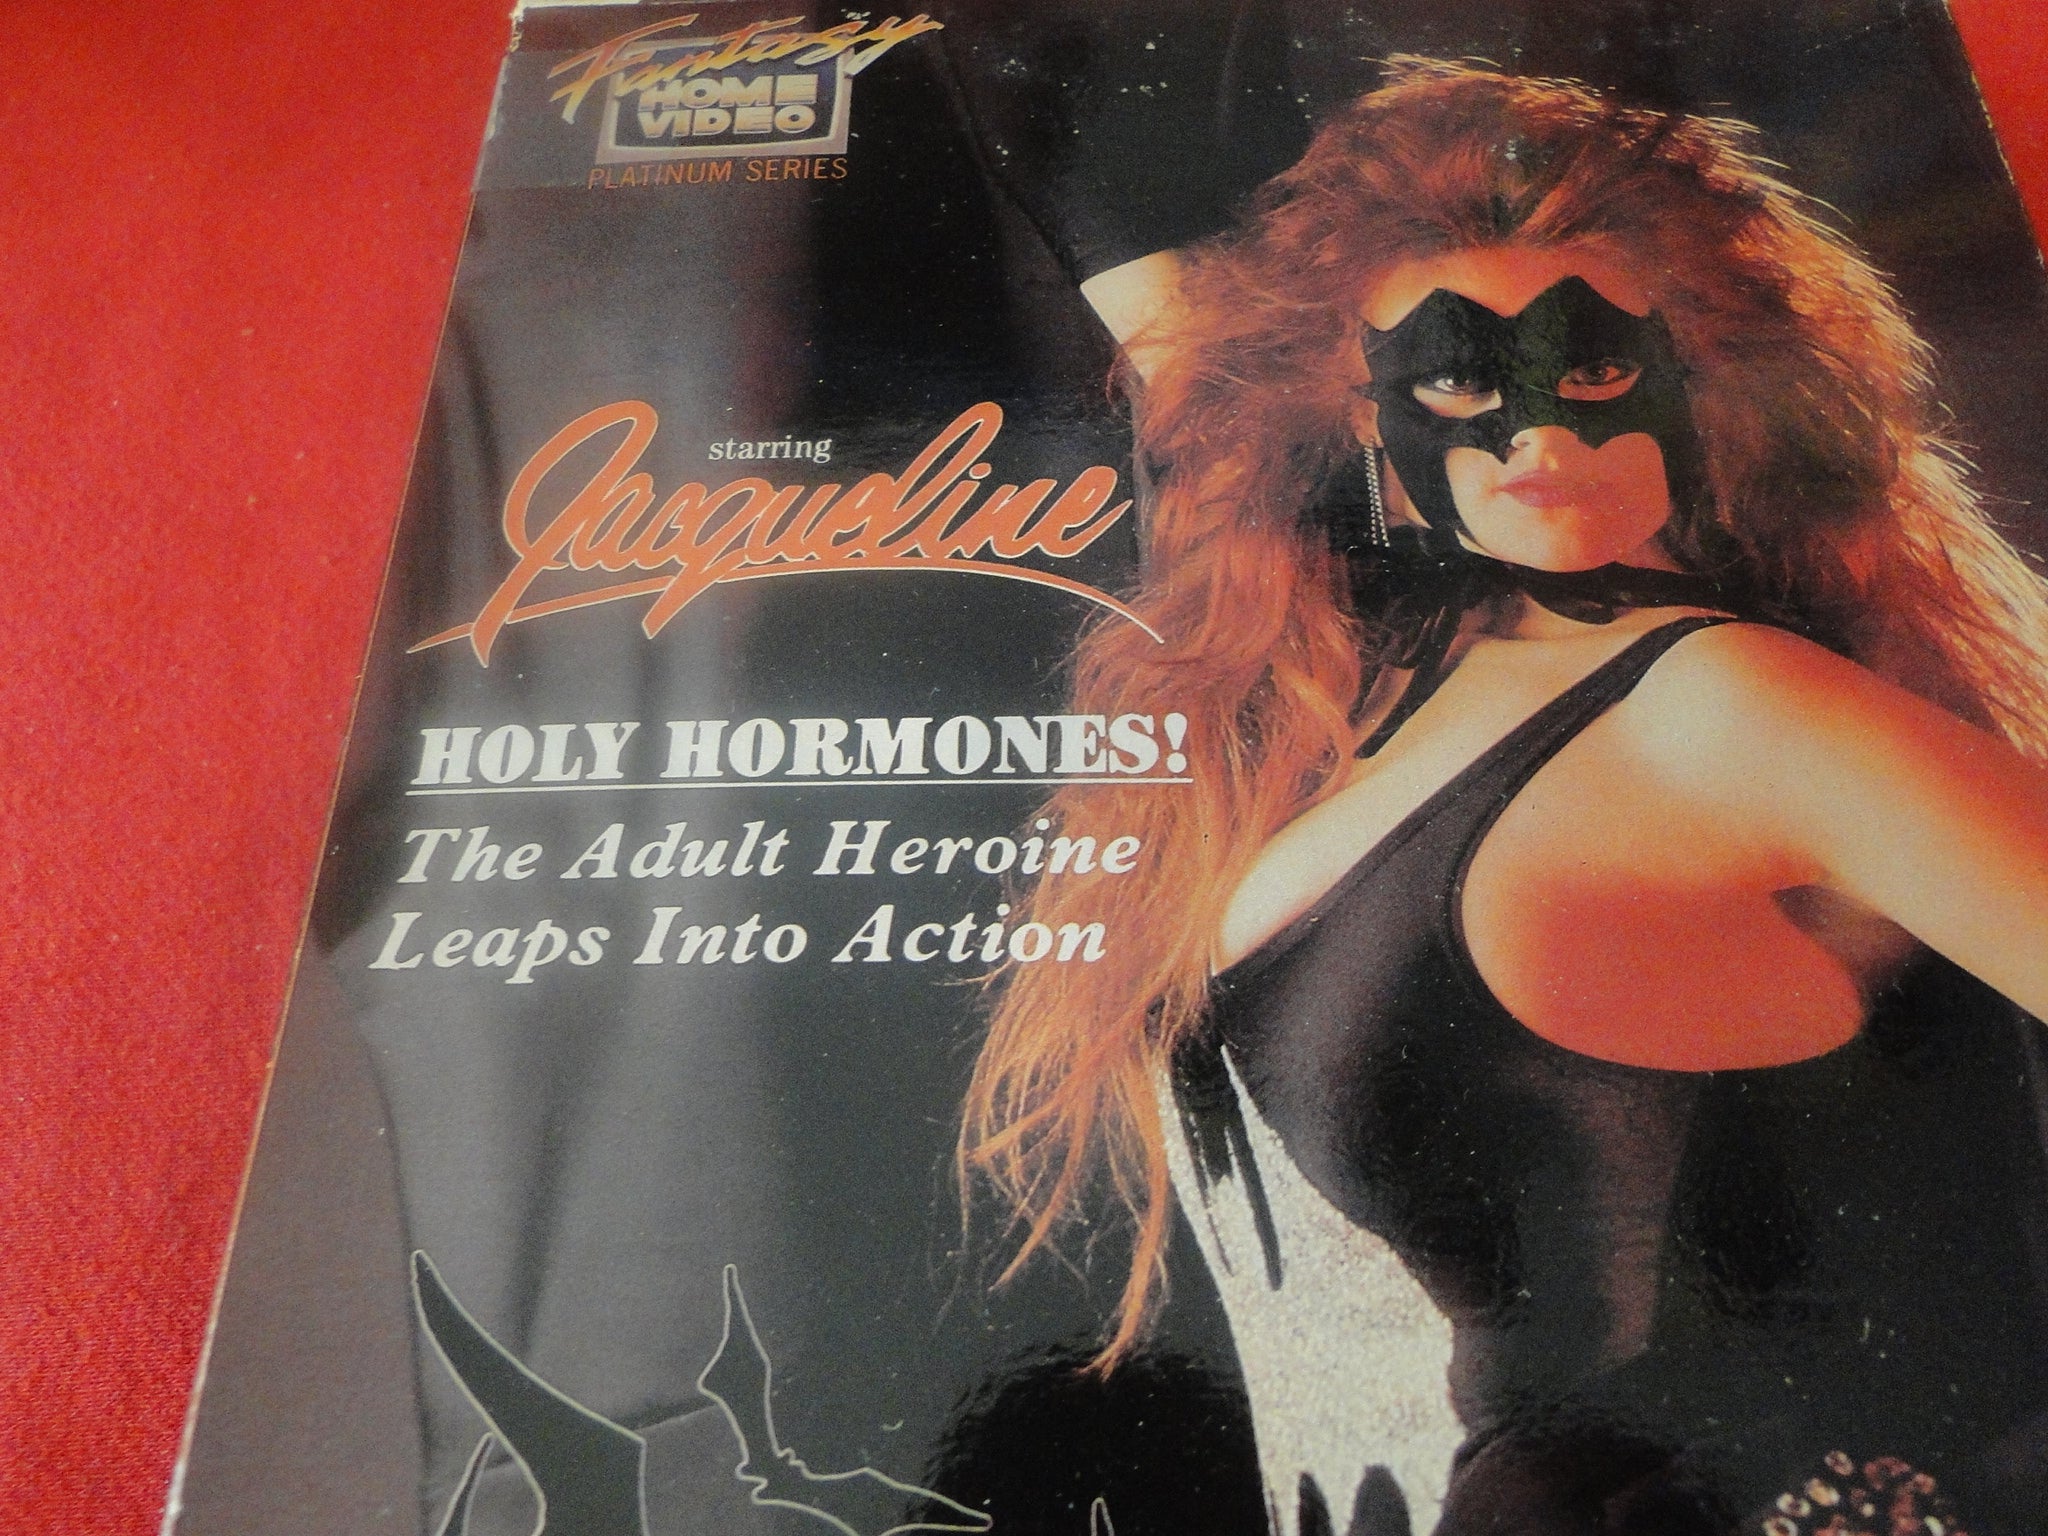 Fantasy
HOME
VIDEO
PLATINUM SERIES
starring
Jacqueline
HOLY HORMONES!
The Adult Heroine
Leaps Into Action